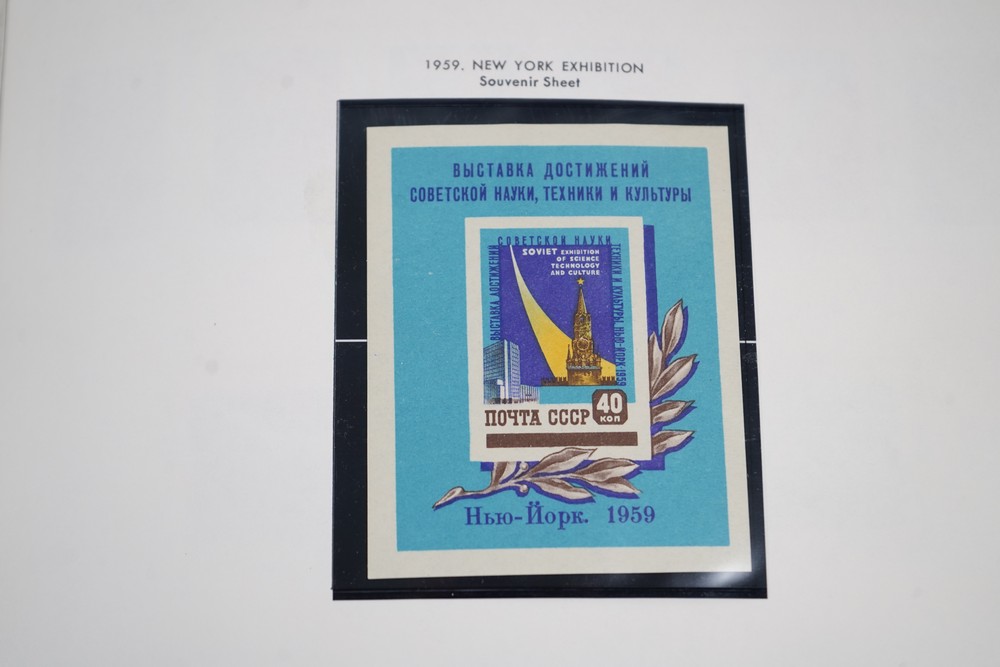 1959. NEW YORK EXHIBITION
Souvenir Sheet
ВЫСТАВКА ДОСТИЖЕНИЙ
СОВЕТСКОЙ НАУКИ, ТЕХНИКИ И КУЛЬТУРЫ
ВЫСТАВКА ДОСТИЖЕНИЙ
СОВЕТСКОЙ НАУКИ
ТЕХНИКИ И КУЛЬТУРЫ. НЬЮ-ЙОРК·1959
SOVIET EXHIBITION
OF SCIENCE
TECHNOLOGY
AND CULTURE
ПОЧТА СССР
40
КОП
Нью-Йорк. 1959